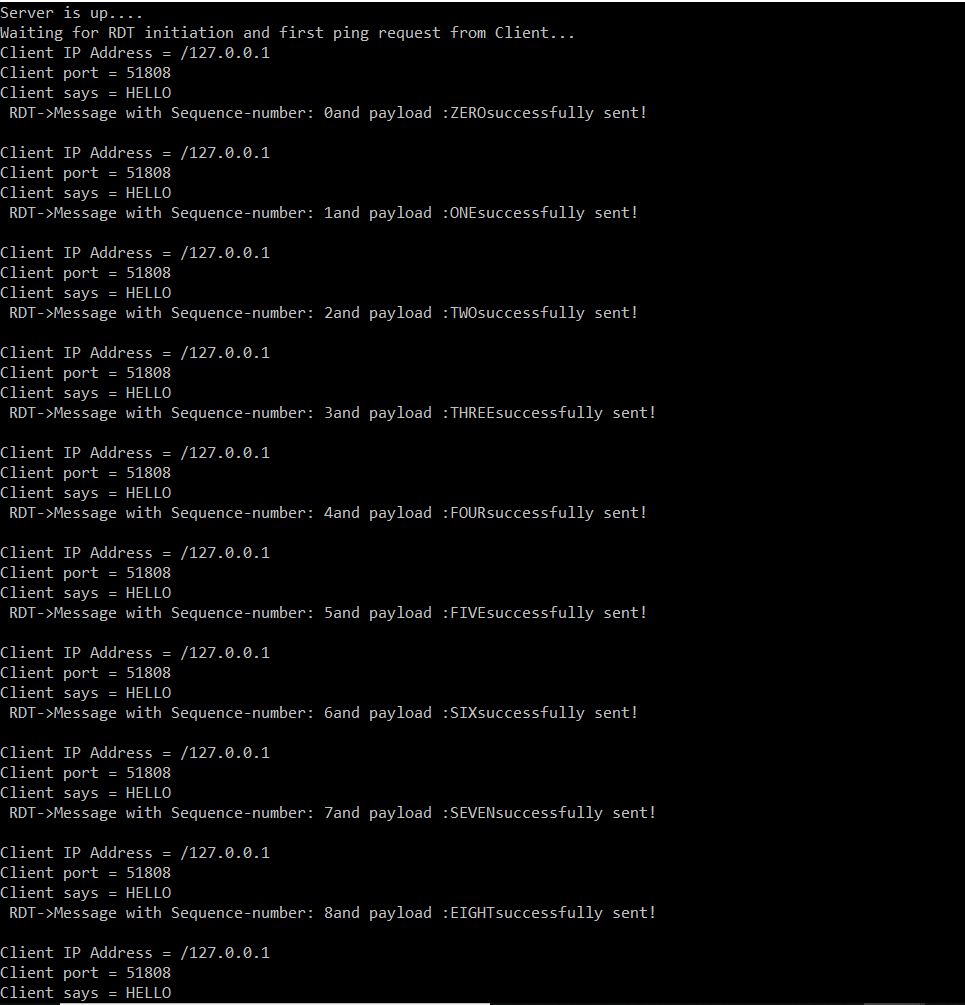 Server is up....
Waiting for RDT initiation and first ping request from Client...
Client IP Address = /127.0.0.1
Client port = 51808
Client says = HELLO
RDT->Message with Sequence-number: 0and payload :ZEROsuccessfully sent!
Client IP Address = /127.0.0.1
Client port = 51808
Client says = HELLO
RDT->Message with Sequence-number: 1and payload :ONEsuccessfully sent!
Client IP Address = /127.0.0.1
Client port = 51808
Client says = HELLO
RDT->Message with Sequence-number: 2and payload :TWOsuccessfully sent!
Client IP Address = /127.0.0.1
Client port = 51808
Client says = HELLO
RDT->Message with Sequence-number: 3and payload :THREEsuccessfully sent!
Client IP Address = /127.0.0.1
Client port = 51808
Client says = HELLO
RDT->Message with Sequence-number: 4and payload :FOURsuccessfully sent!
Client IP Address = /127.0.0.1
Client port = 51808
Client says = HELLO
RDT->Message with Sequence-number: 5and payload :FIVEsuccessfully sent!
Client IP Address = /127.0.0.1
Client port = 51808
Client says = HELLO
RDT->Message with Sequence-number: 6and payload :SIXsuccessfully sent!
Client IP Address = /127.0.0.1
Client port = 51808
Client says = HELLO
RDT->Message with Sequence-number: 7and payload :SEVENsuccessfully sent!
Client IP Address = /127.0.0.1
Client port = 51808
Client says = HELLO
RDT->Message with Sequence-number: 8and payload :EIGHTsuccessfully sent!
Client IP Address = /127.0.0.1
Client port = 51808
Client says = HELLO